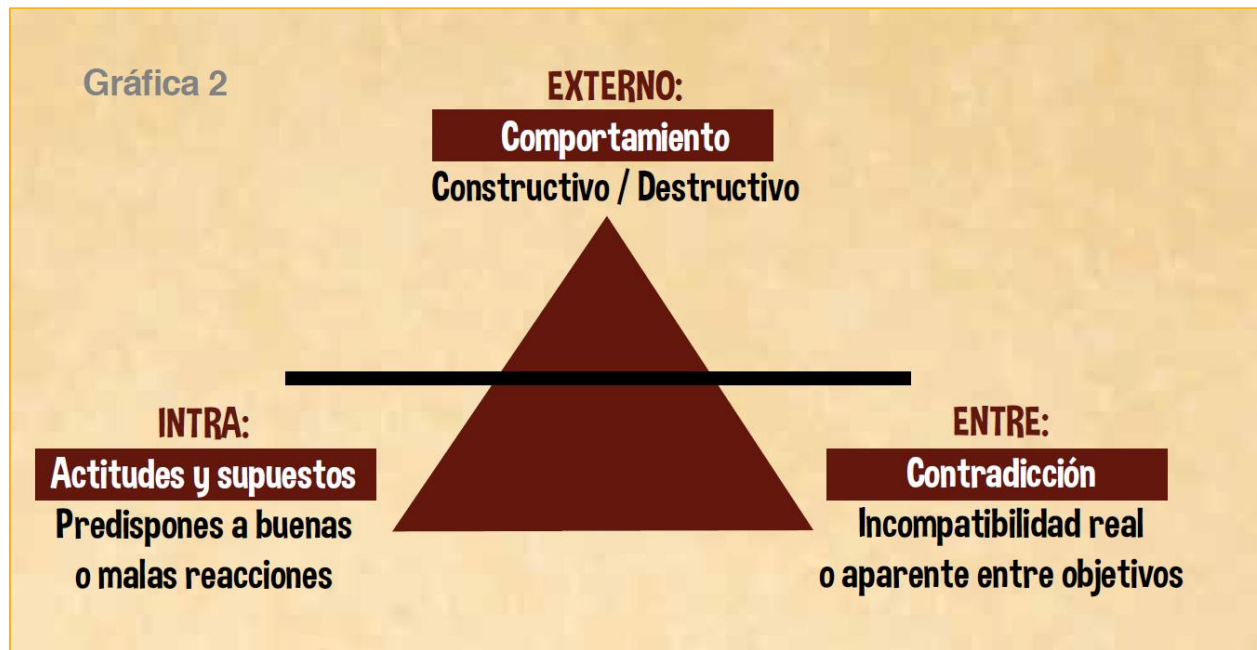 Gráfica 2
EXTERNO:
Comportamiento
Constructivo / Destructivo
INTRA:
Actitudes y supuestos
Predispones a buenas
o malas reacciones
ENTRE:
Contradicción
Incompatibilidad real
o aparente entre objetivos